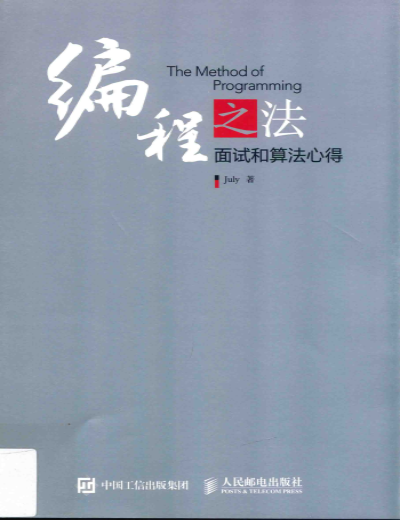 编程之法
The Method of
Programming
面试和算法心得
July 著
中国工信出版集团
人民邮电出版社
POSTS & TELECOM PRESS